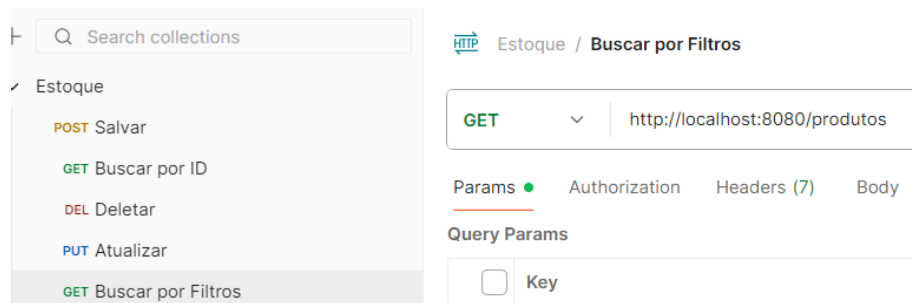 Search collections
Estoque
POST Salvar
GET Buscar por ID
DEL Deletar
PUT Atualizar
GET Buscar por Filtros
HTTP Estoque / Buscar por Filtros
GET http://localhost:8080/produtos
Params Authorization Headers (7) Body
Query Params
Key